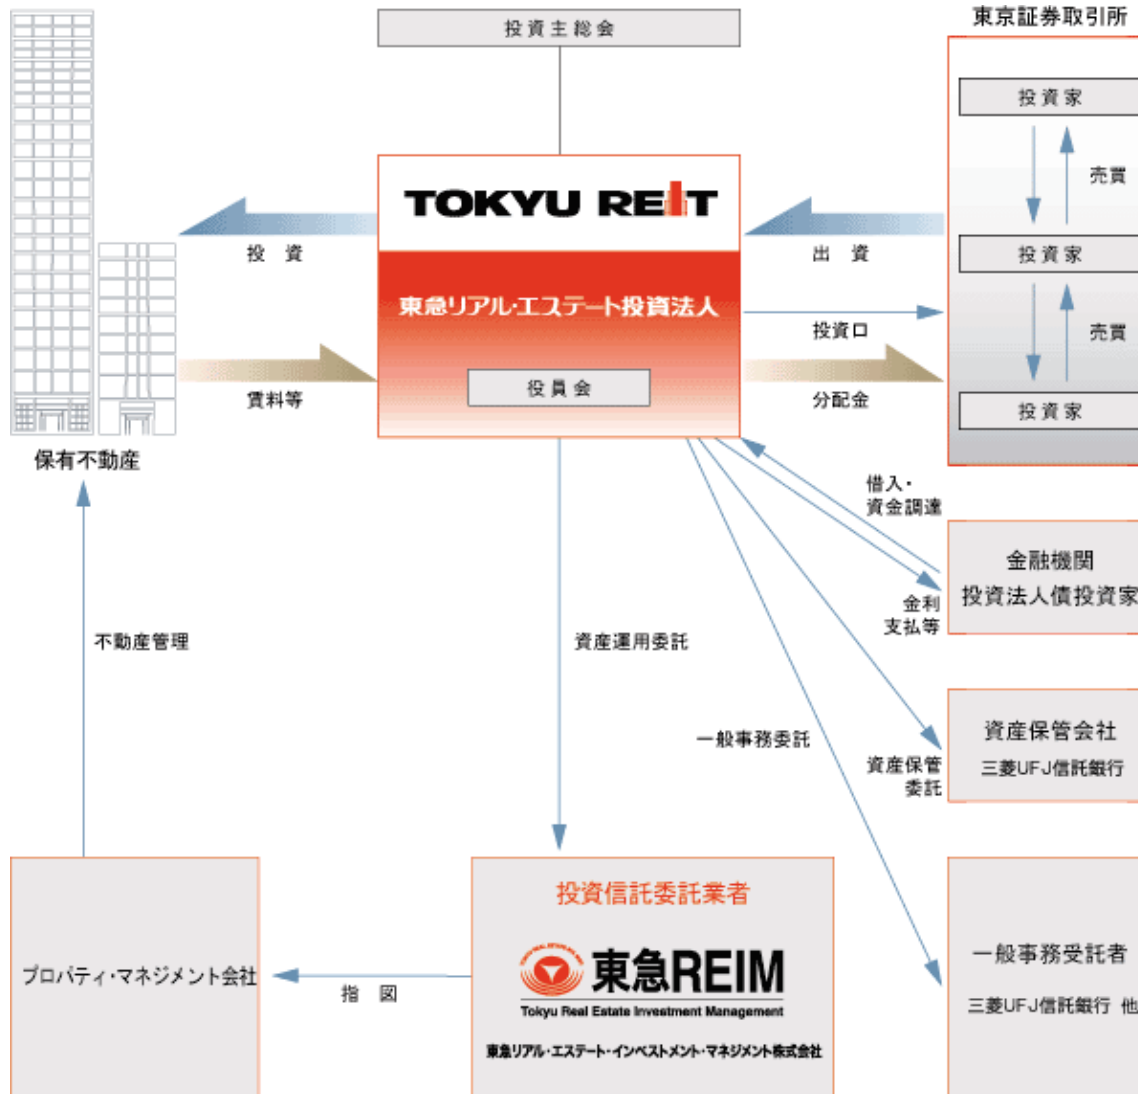 投資主総会
東京証券取引所
投資家
売買
投資家
売買
投資家
TOKYU REIT
東急リアル・エステート投資法人
役員会
投 資
賃料等
出 資
投資口
分配金
保有不動産
借入・
資金調達
金利
支払等
金融機関
投資法人債投資家
不動産管理
資産運用委託
一般事務委託
資産保管
委託
資産保管会社
三菱UFJ信託銀行
プロパティ・マネジメント会社
指 図
投資信託委託業者
東急REIM
Tokyu Real Estate Investment Management
東急リアル・エステート・インベストメント・マネジメント株式会社
一般事務受託者
三菱UFJ信託銀行 他